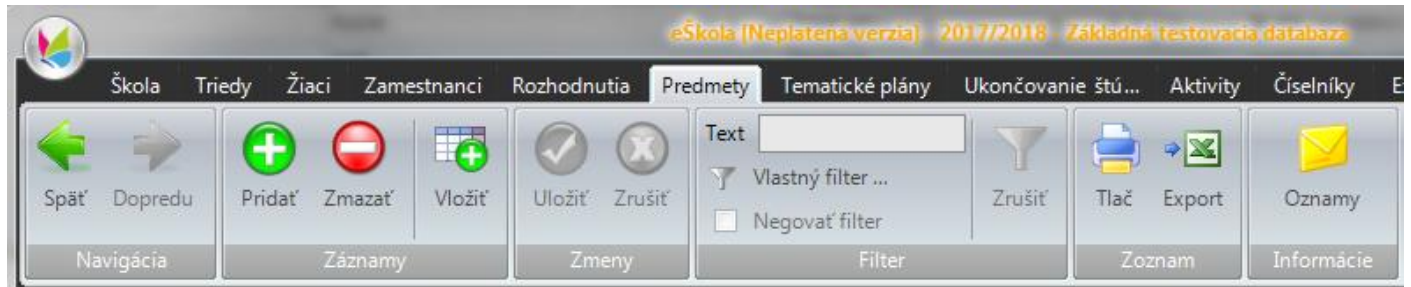 eŠkola [Neplatená verzia] - 2017/2018 - Základná testovacia databaza
Škola Triedy Žiaci Zamestnanci Rozhodnutia Predmety Tematické plány Ukončovanie štú... Aktivity Číselníky
Text
Späť Dopredu Pridať Zmazať Vložiť Uložiť Zrušiť Vlastný filter ... Zrušiť Tlač Export Oznamy
Negovať filter
Navigácia Záznamy Zmeny Filter Zoznam Informácie